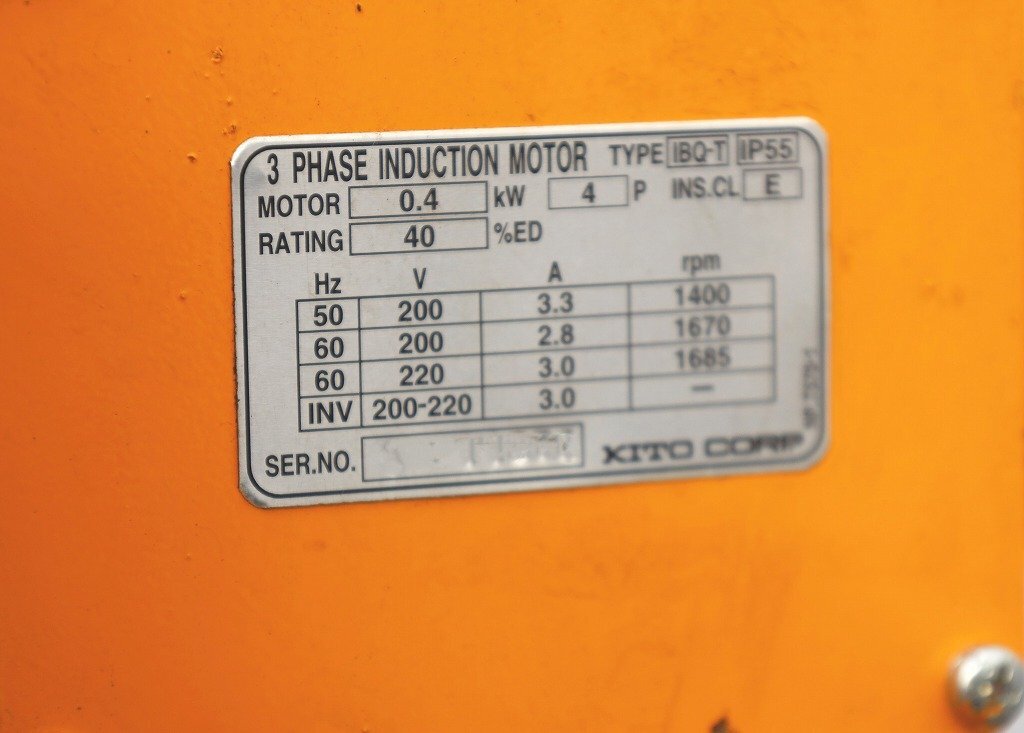 3 PHASE INDUCTION MOTOR TYPE IBQ-T IP55
MOTOR 0.4 kW 4 P INS.CL E
RATING 40 %ED
Hz V A rpm
50 200 3.3 1400
60 200 2.8 1670
60 220 3.0 1685
INV 200-220 3.0 —
SER.NO. KITO CORP